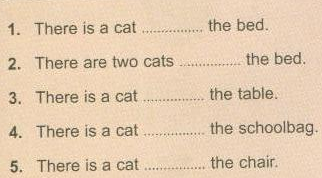 1. There is a cat ............... the bed.
2. There are two cats ............... the bed.
3. There is a cat ............... the table.
4. There is a cat ............... the schoolbag.
5. There is a cat ............... the chair.